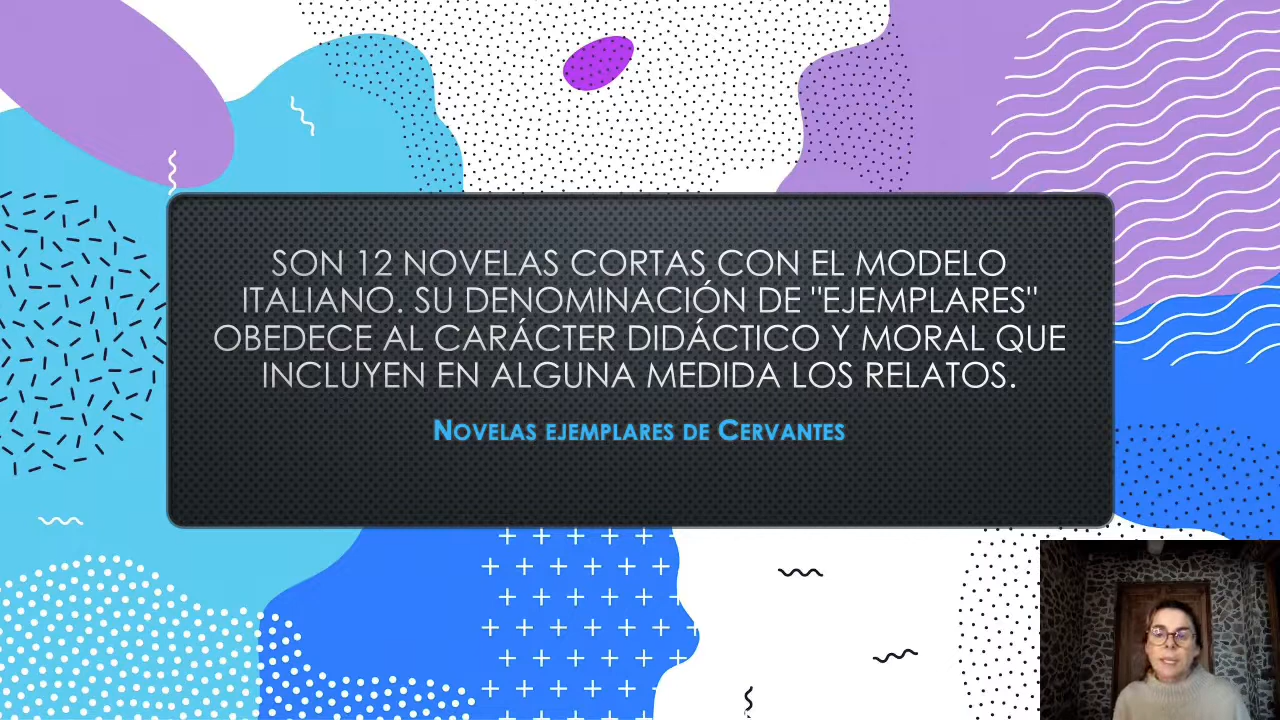 SON 12 NOVELAS CORTAS CON EL MODELO
ITALIANO. SU DENOMINACIÓN DE "EJEMPLARES"
OBEDECE AL CARÁCTER DIDÁCTICO Y MORAL QUE
INCLUYEN EN ALGUNA MEDIDA LOS RELATOS.
NOVELAS EJEMPLARES DE CERVANTES